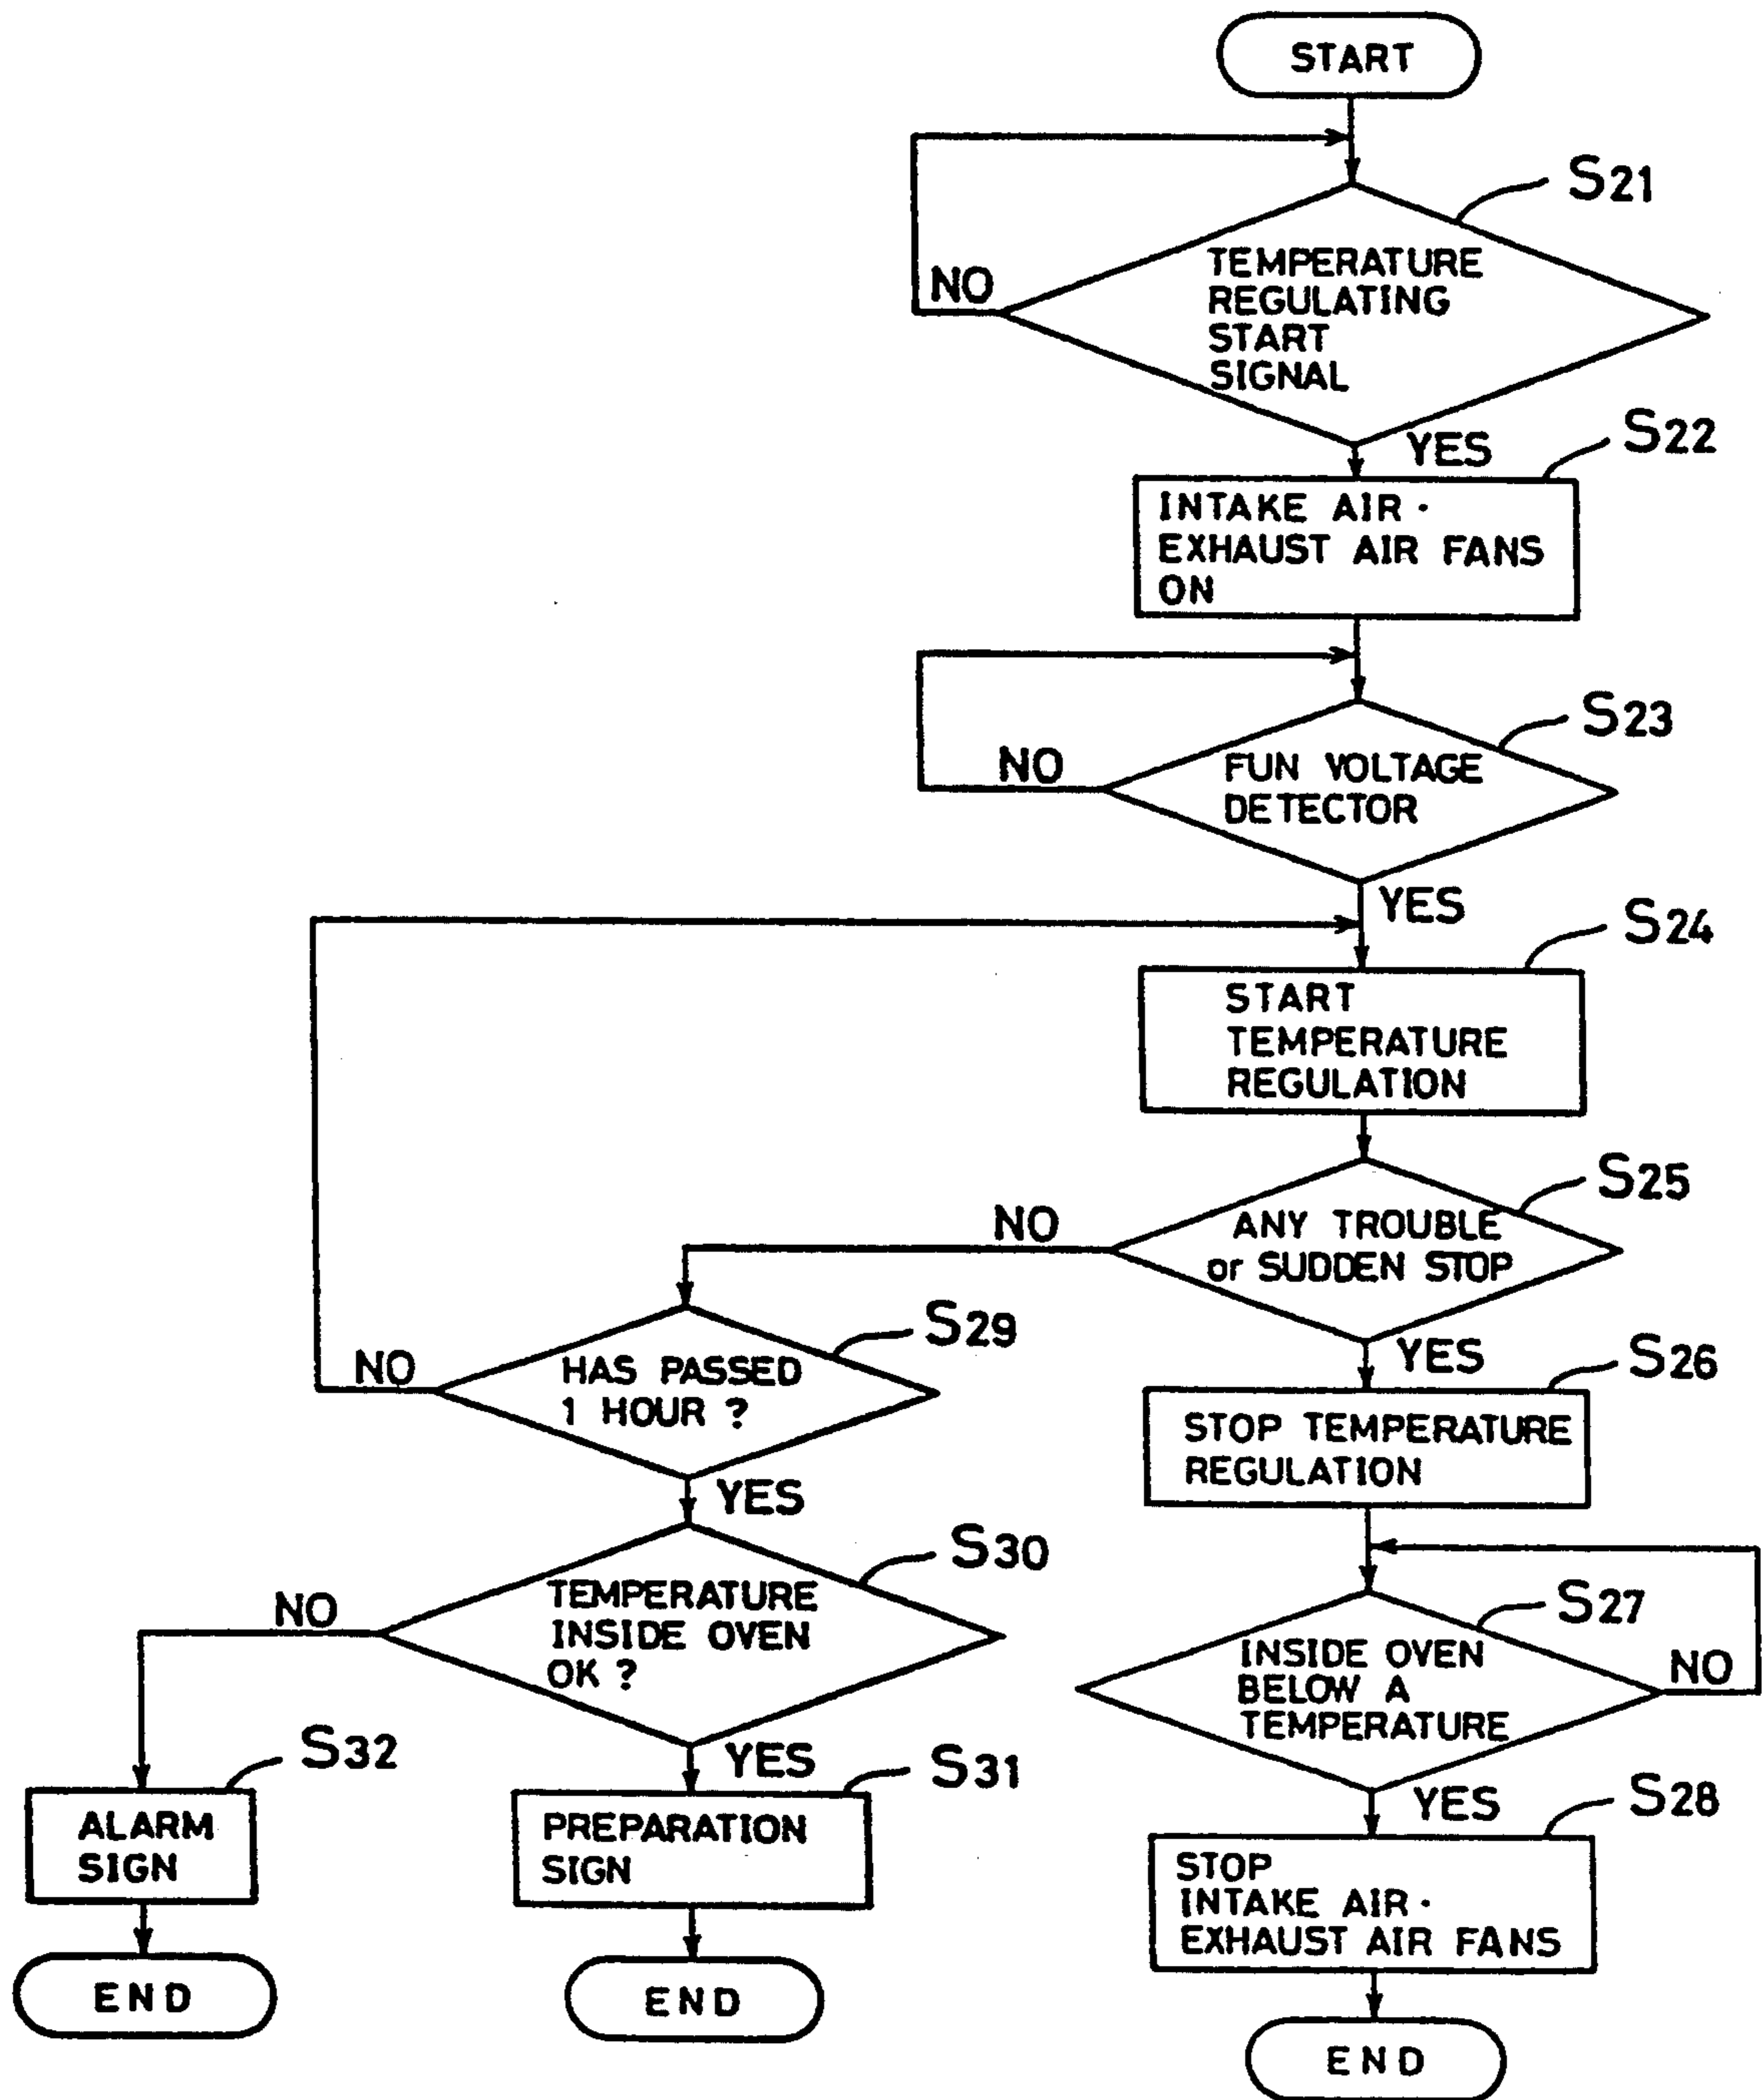 START
S21
TEMPERATURE
REGULATING
START
SIGNAL
NO
YES
S22
INTAKE AIR ·
EXHAUST AIR FANS
ON
S23
FUN VOLTAGE
DETECTOR
NO
YES
S24
START
TEMPERATURE
REGULATION
S25
ANY TROUBLE
or SUDDEN STOP
NO
YES
S29
HAS PASSED
1 HOUR ?
NO
YES
S26
STOP TEMPERATURE
REGULATION
S30
TEMPERATURE
INSIDE OVEN
OK ?
NO
YES
S27
INSIDE OVEN
BELOW A
TEMPERATURE
NO
YES
S32
ALARM
SIGN
S31
PREPARATION
SIGN
S28
STOP
INTAKE AIR ·
EXHAUST AIR FANS
END
END
END